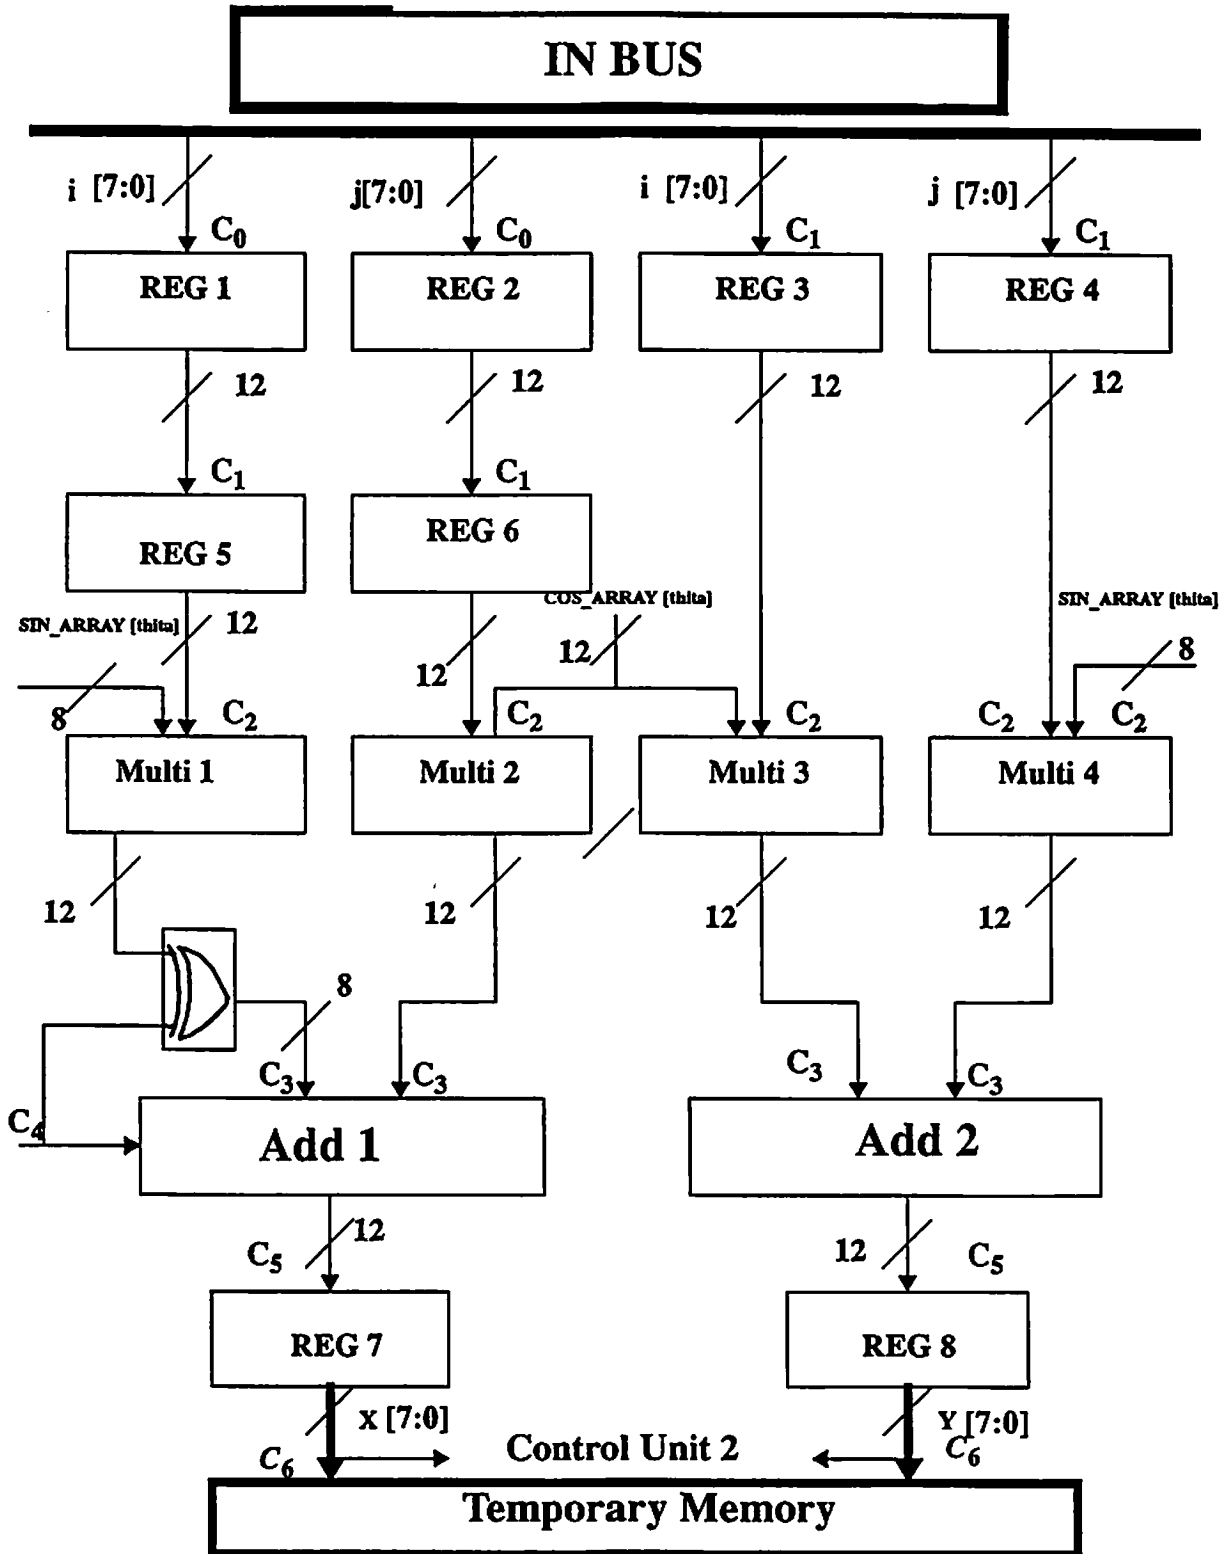 IN BUS
i [7:0] j[7:0] i [7:0] j [7:0]
C0 C0 C1 C1
REG 1 REG 2 REG 3 REG 4
12 12 12 12
C1 C1
REG 5 REG 6
SIN_ARRAY [thita] 12 COS_ARRAY [thita] SIN_ARRAY [thita]
12 12 8
8 C2 C2 C2 C2 C2
Multi 1 Multi 2 Multi 3 Multi 4
12 12 12 12
8
C3 C3 C3 C3
C4
Add 1 Add 2
12 12
C5 C5
REG 7 REG 8
X [7:0] Y [7:0]
C6 Control Unit 2 C6
Temporary Memory